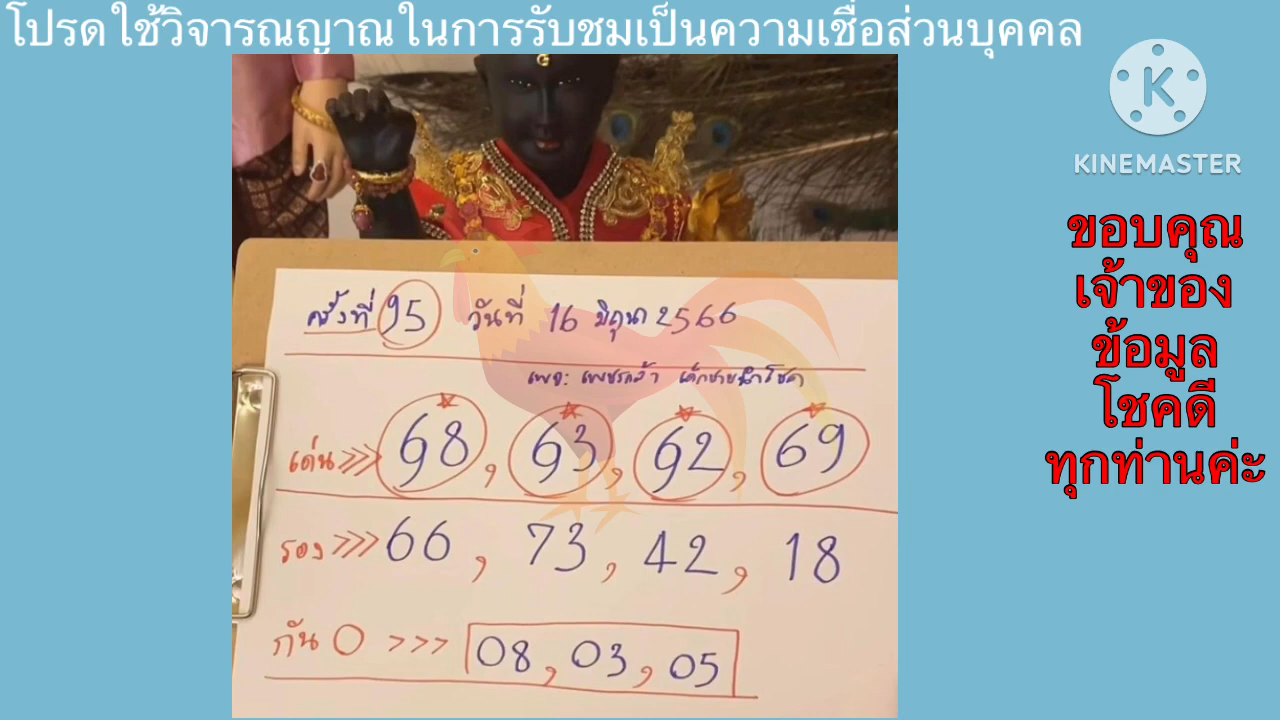 โปรดใช้วิจารณญาณในการรับชมเป็นความเชื่อส่วนบุคคล
K
KINEMASTER
ขอบคุณ
เจ้าของ
ข้อมูล
โชคดี
ทุกท่านค่ะ
ครั้งที่ 95 วันที่ 16 มิถุนา 2566
เด่น >>> 68, 63, 62, 69
รอง >>> 66, 73, 42, 18
กัน 0 >>> 08, 03, 05